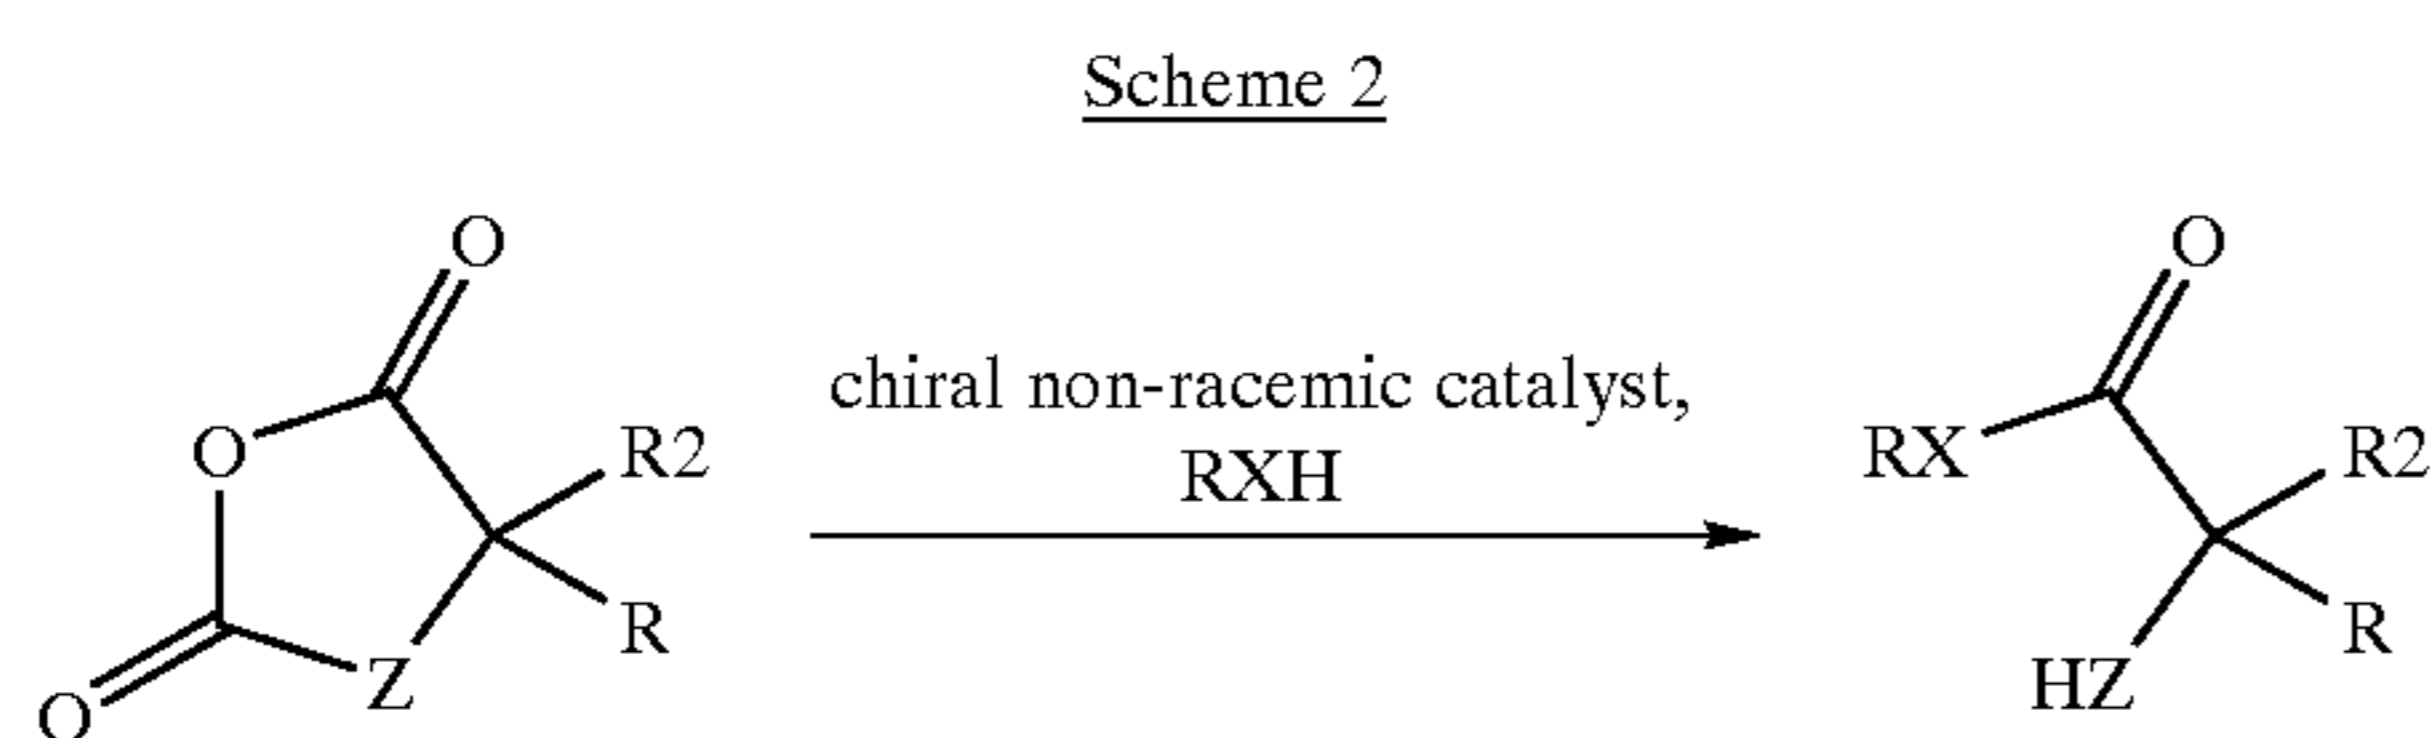 Scheme 2
O
O
R2
R
Z
O
chiral non-racemic catalyst,
RXH
O
RX
R2
R
HZ